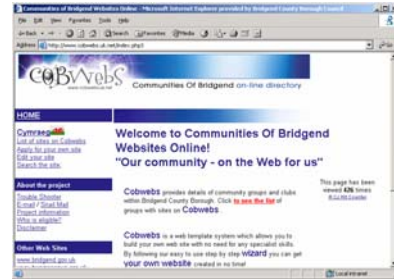 Communities of Bridgend Websites Online - Microsoft Internet Explorer provided by Bridgend County Borough Council
File Edit View Favorites Tools Help
Back Search Favorites Media
Address http://www.cobwebs.uk.net/index.php3
COBWEBS
Communities Of Bridgend on-line directory
HOME
Cymraeg
List of sites on Cobwebs
Apply for your own site
Edit your site
Search the site
About the project
Trouble Shooter
E-mail / Snail Mail
Project information
Who is eligible?
Disclaimer
Other Web Sites
www.bridgend.gov.uk
Welcome to Communities Of Bridgend
Websites Online!
"Our community - on the Web for us"
Cobwebs provides details of community groups and clubs
within Bridgend County Borough. Click to see the list of
groups with sites on Cobwebs.
Cobwebs is a web template system which allows you to
build your own web site with no need for any specialist skills.
By following our easy to use step by step wizard you can get
your own website created in no time!
This page has been
viewed 426 times
Local intranet